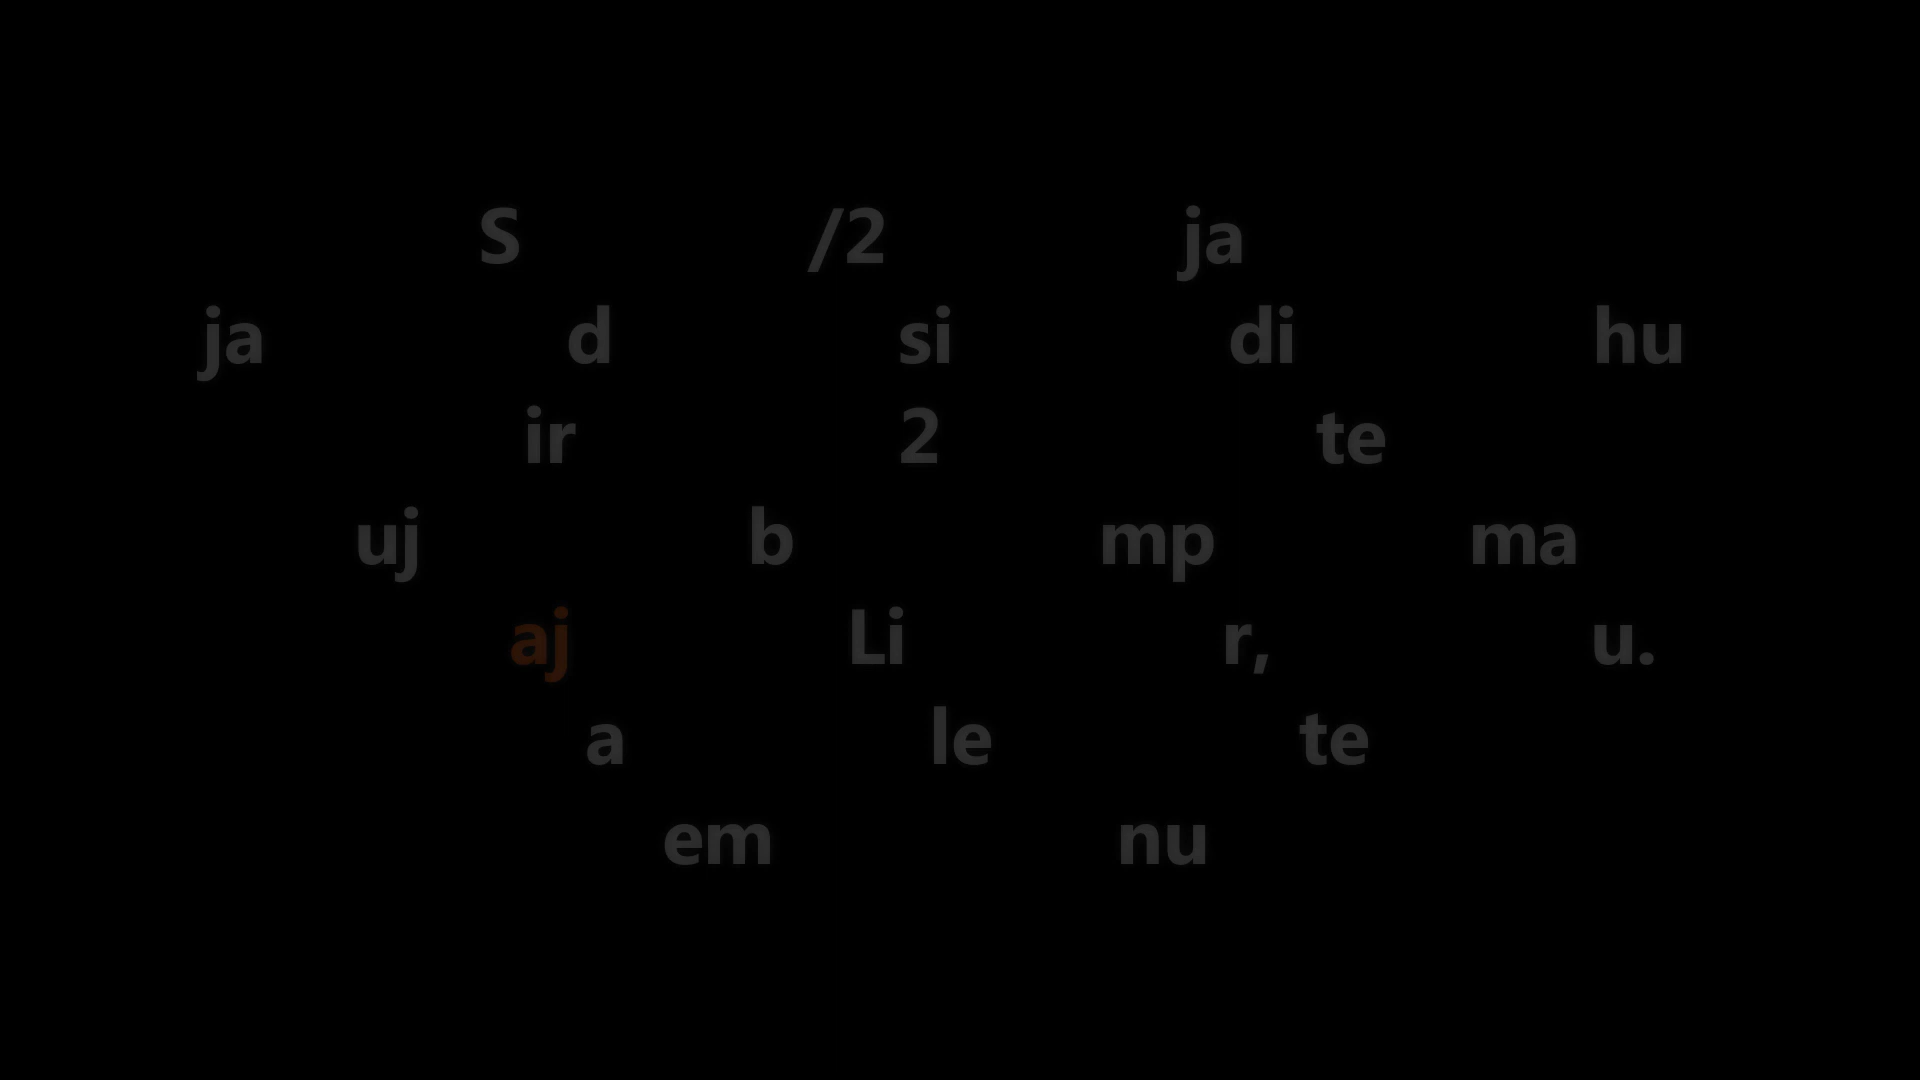 S /2 ja
ja d si di hu
ir 2 te
uj b mp ma
aj Li r, u.
a le te
em nu